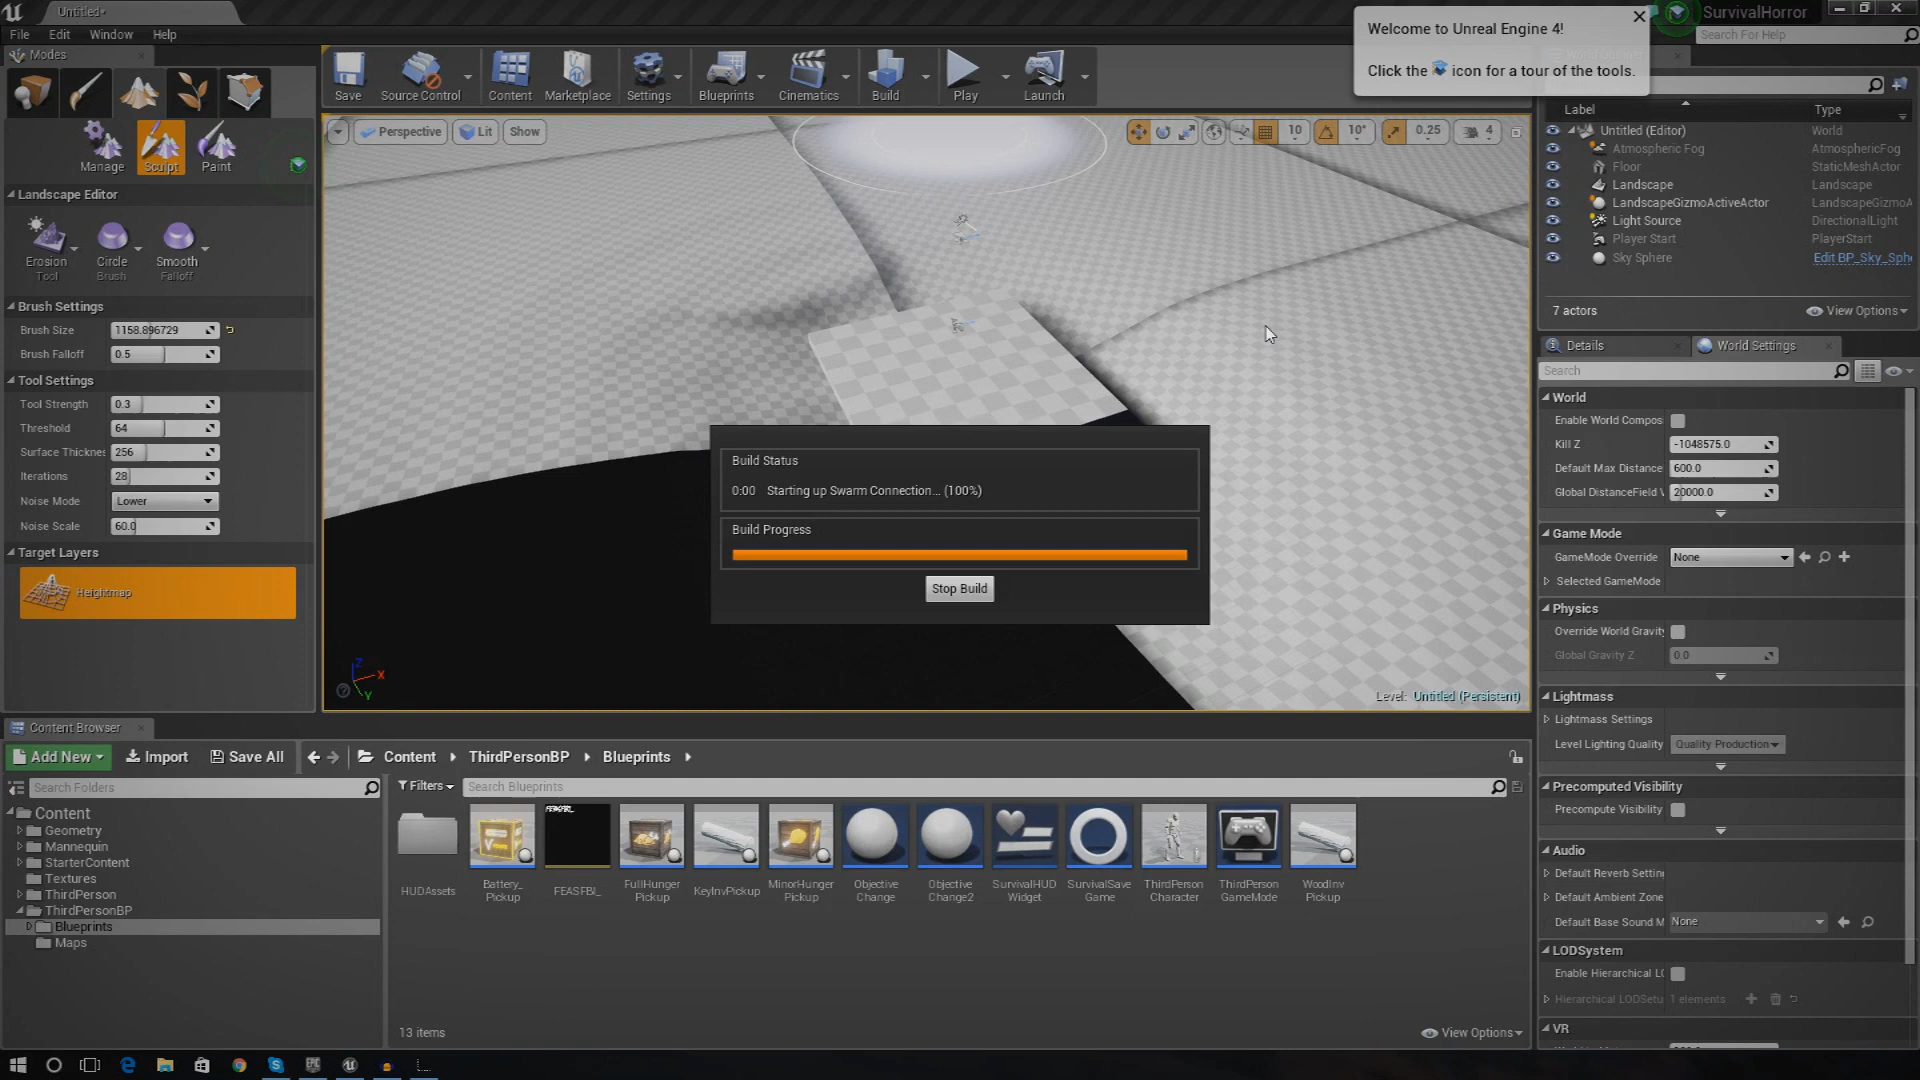 Untitled*
SurvivalHorror
File Edit Window Help
Search For Help
Welcome to Unreal Engine 4!
Click the icon for a tour of the tools.
Modes
Save Source Control Content Marketplace Settings Blueprints Cinematics Build Play Launch
Manage Sculpt Paint
Landscape Editor
Erosion Circle Smooth
Tool Brush Falloff
Brush Settings
Brush Size 1158.896729
Brush Falloff 0.5
Tool Settings
Tool Strength 0.3
Threshold 64
Surface Thicknes 256
Iterations 28
Noise Mode Lower
Noise Scale 60.0
Target Layers
Heightmap
Perspective Lit Show
10 10° 0.25 4
Build Status
0:00 Starting up Swarm Connection... (100%)
Build Progress
Stop Build
X
Y
Z
Level: Untitled (Persistent)
Label Type
Untitled (Editor) World
Atmospheric Fog AtmosphericFog
Floor StaticMeshActor
Landscape Landscape
LandscapeGizmoActiveActor LandscapeGizmoA
Light Source DirectionalLight
Player Start PlayerStart
Sky Sphere Edit BP_Sky_Sph
7 actors View Options
Details World Settings
Search
World
Enable World Compos
Kill Z -1048575.0
Default Max Distance 600.0
Global DistanceField V 20000.0
Game Mode
GameMode Override None
Selected GameMode
Physics
Override World Gravity
Global Gravity Z 0.0
Lightmass
Lightmass Settings
Level Lighting Quality Quality Production
Precomputed Visibility
Precompute Visibility
Audio
Default Reverb Settin
Default Ambient Zone
Default Base Sound M None
LODSystem
Enable Hierarchical LO
Hierarchical LODSetu 1 elements
VR
Content Browser
Add New Import Save All Content ThirdPersonBP Blueprints
Search Folders
Filters Search Blueprints
Content
Geometry
Mannequin
StarterContent
Textures
ThirdPerson
ThirdPersonBP
Blueprints
Maps
HUDAssets
Battery_
Pickup
FEASFBI_
FullHunger
Pickup
KeyInvPickup
MinorHunger
Pickup
Objective
Change
Objective
Change2
SurvivalHUD
Widget
SurvivalSave
Game
ThirdPerson
Character
ThirdPerson
GameMode
WoodInv
Pickup
13 items View Options